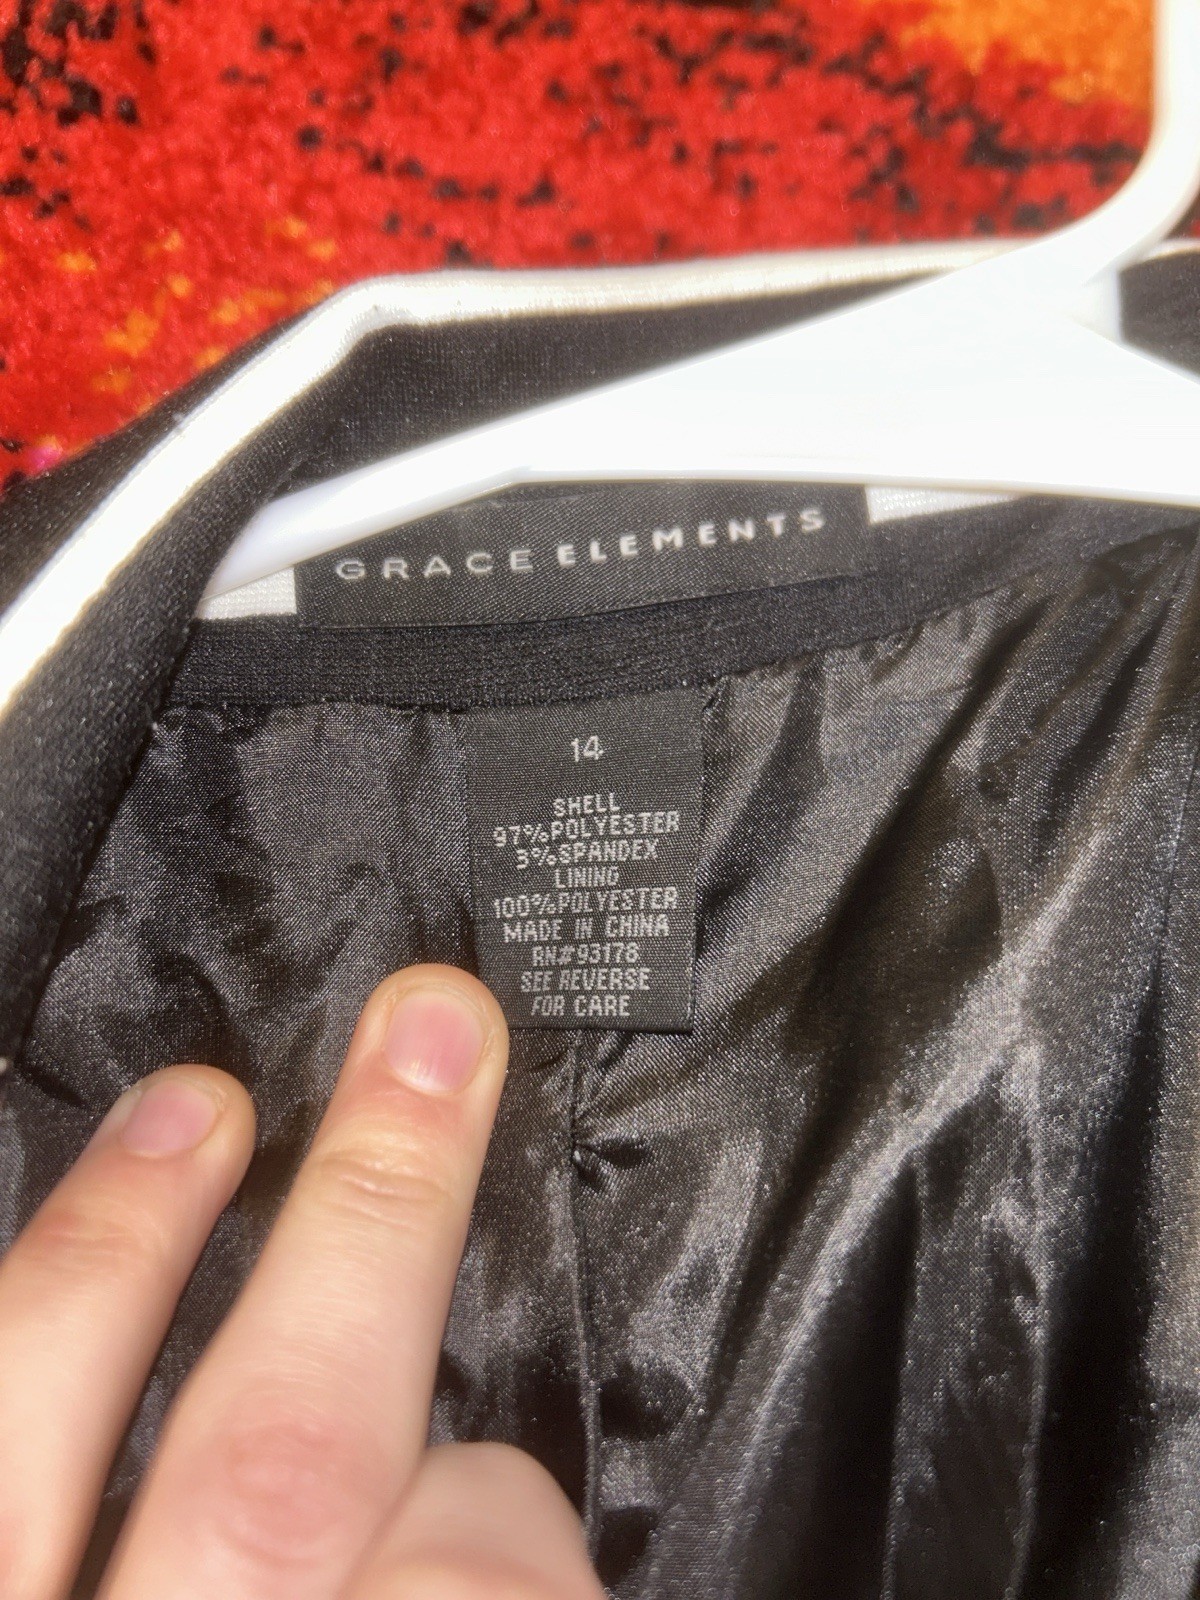 GRACE ELEMENTS
14
SHELL
97%POLYESTER
3%SPANDEX
LINING
100%POLYESTER
MADE IN CHINA
RN#93178
SEE REVERSE
FOR CARE